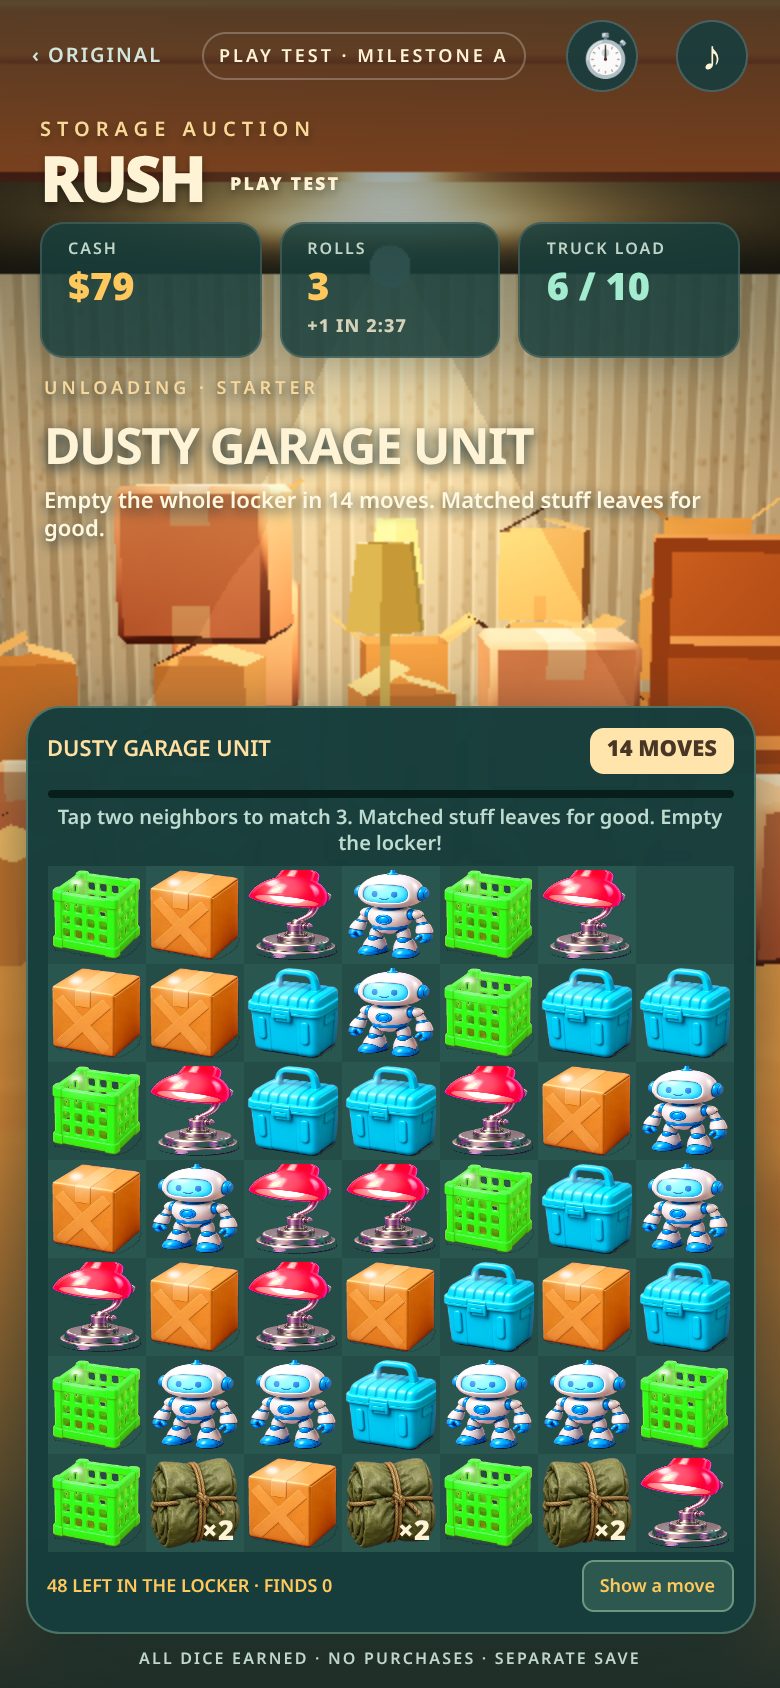 ‹ ORIGINAL
PLAY TEST · MILESTONE A
STORAGE AUCTION
RUSH PLAY TEST
CASH
$79
ROLLS
3
+1 IN 2:37
TRUCK LOAD
6 / 10
UNLOADING · STARTER
DUSTY GARAGE UNIT
Empty the whole locker in 14 moves. Matched stuff leaves for
good.
DUSTY GARAGE UNIT
14 MOVES
Tap two neighbors to match 3. Matched stuff leaves for good. Empty
the locker!
×2
×2
×2
48 LEFT IN THE LOCKER · FINDS 0
Show a move
ALL DICE EARNED · NO PURCHASES · SEPARATE SAVE